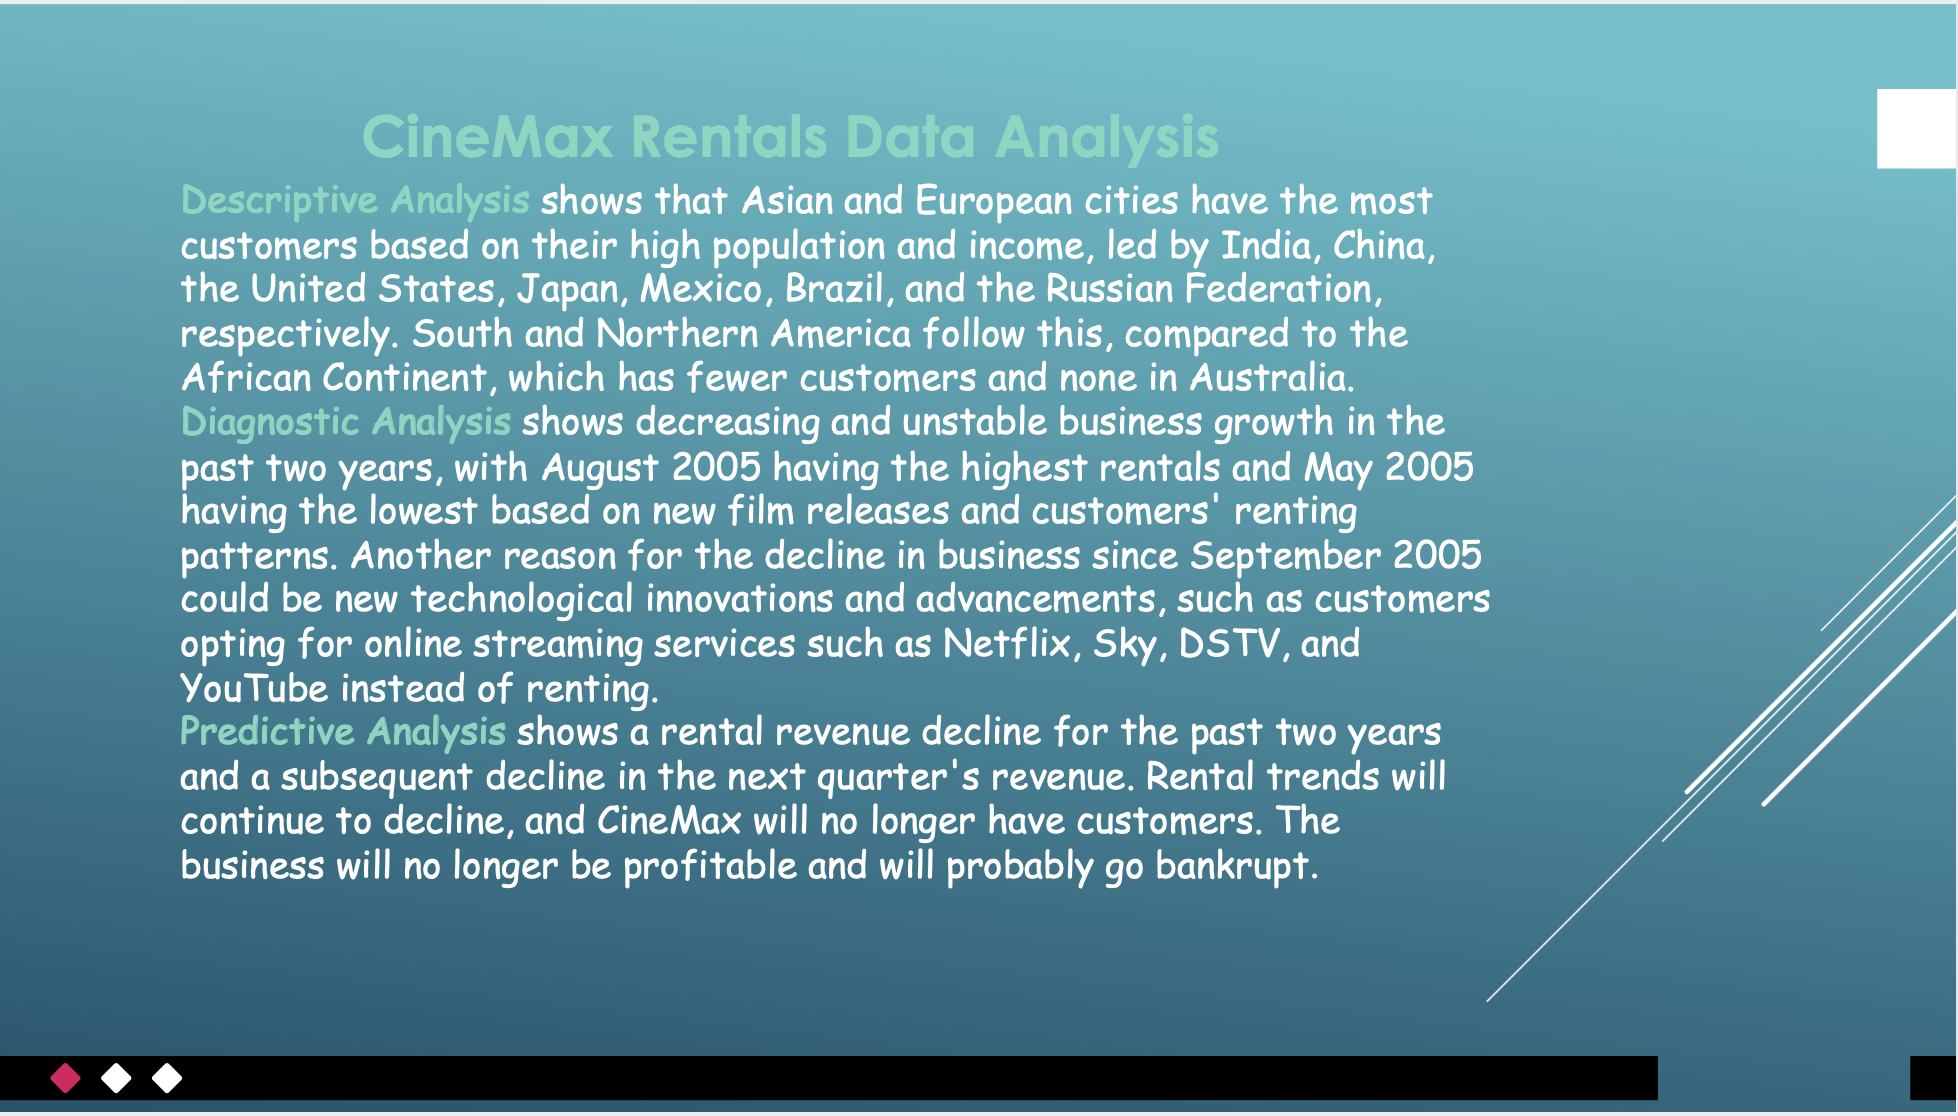 CineMax Rentals Data Analysis
Descriptive Analysis shows that Asian and European cities have the most
customers based on their high population and income, led by India, China,
the United States, Japan, Mexico, Brazil, and the Russian Federation,
respectively. South and Northern America follow this, compared to the
African Continent, which has fewer customers and none in Australia.
Diagnostic Analysis shows decreasing and unstable business growth in the
past two years, with August 2005 having the highest rentals and May 2005
having the lowest based on new film releases and customers' renting
patterns. Another reason for the decline in business since September 2005
could be new technological innovations and advancements, such as customers
opting for online streaming services such as Netflix, Sky, DSTV, and
YouTube instead of renting.
Predictive Analysis shows a rental revenue decline for the past two years
and a subsequent decline in the next quarter's revenue. Rental trends will
continue to decline, and CineMax will no longer have customers. The
business will no longer be profitable and will probably go bankrupt.